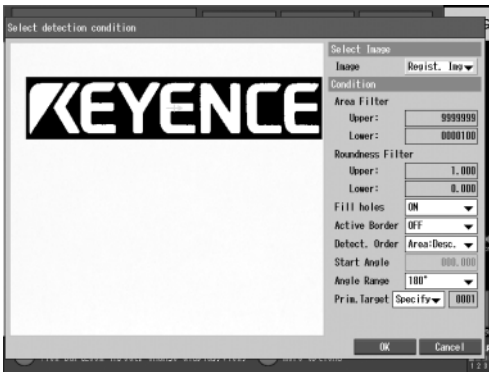 Select detection condition
Select Image
Image Regist. Img
KEYENCE
Condition
Area Filter
Upper: 9999999
Lower: 0000100
Roundness Filter
Upper: 1.000
Lower: 0.000
Fill holes ON
Active Border OFF
Detect. Order Area:Desc.
Start Angle 000.000
Angle Range 180°
Prim.Target Specify 0001
OK Cancel